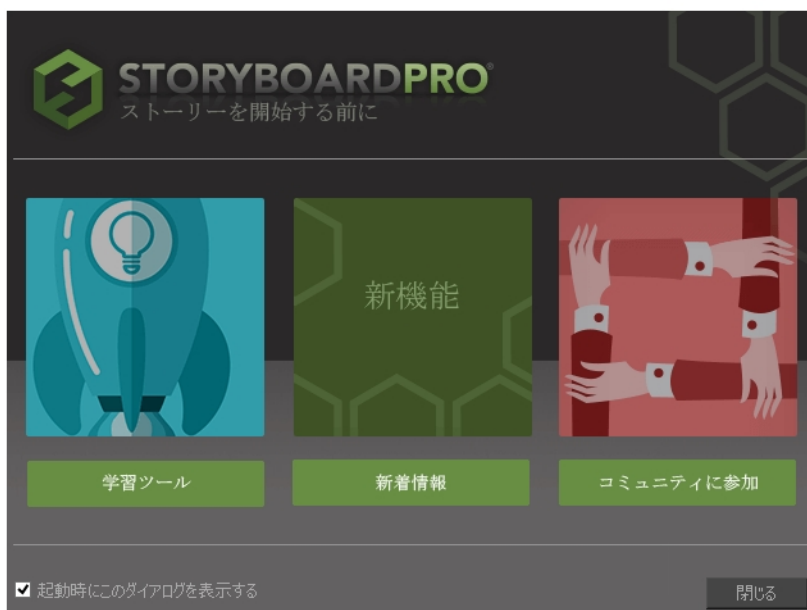 STORYBOARDPRO
ストーリーを開始する前に
新機能
学習ツール
新着情報
コミュニティに参加
起動時にこのダイアログを表示する
閉じる